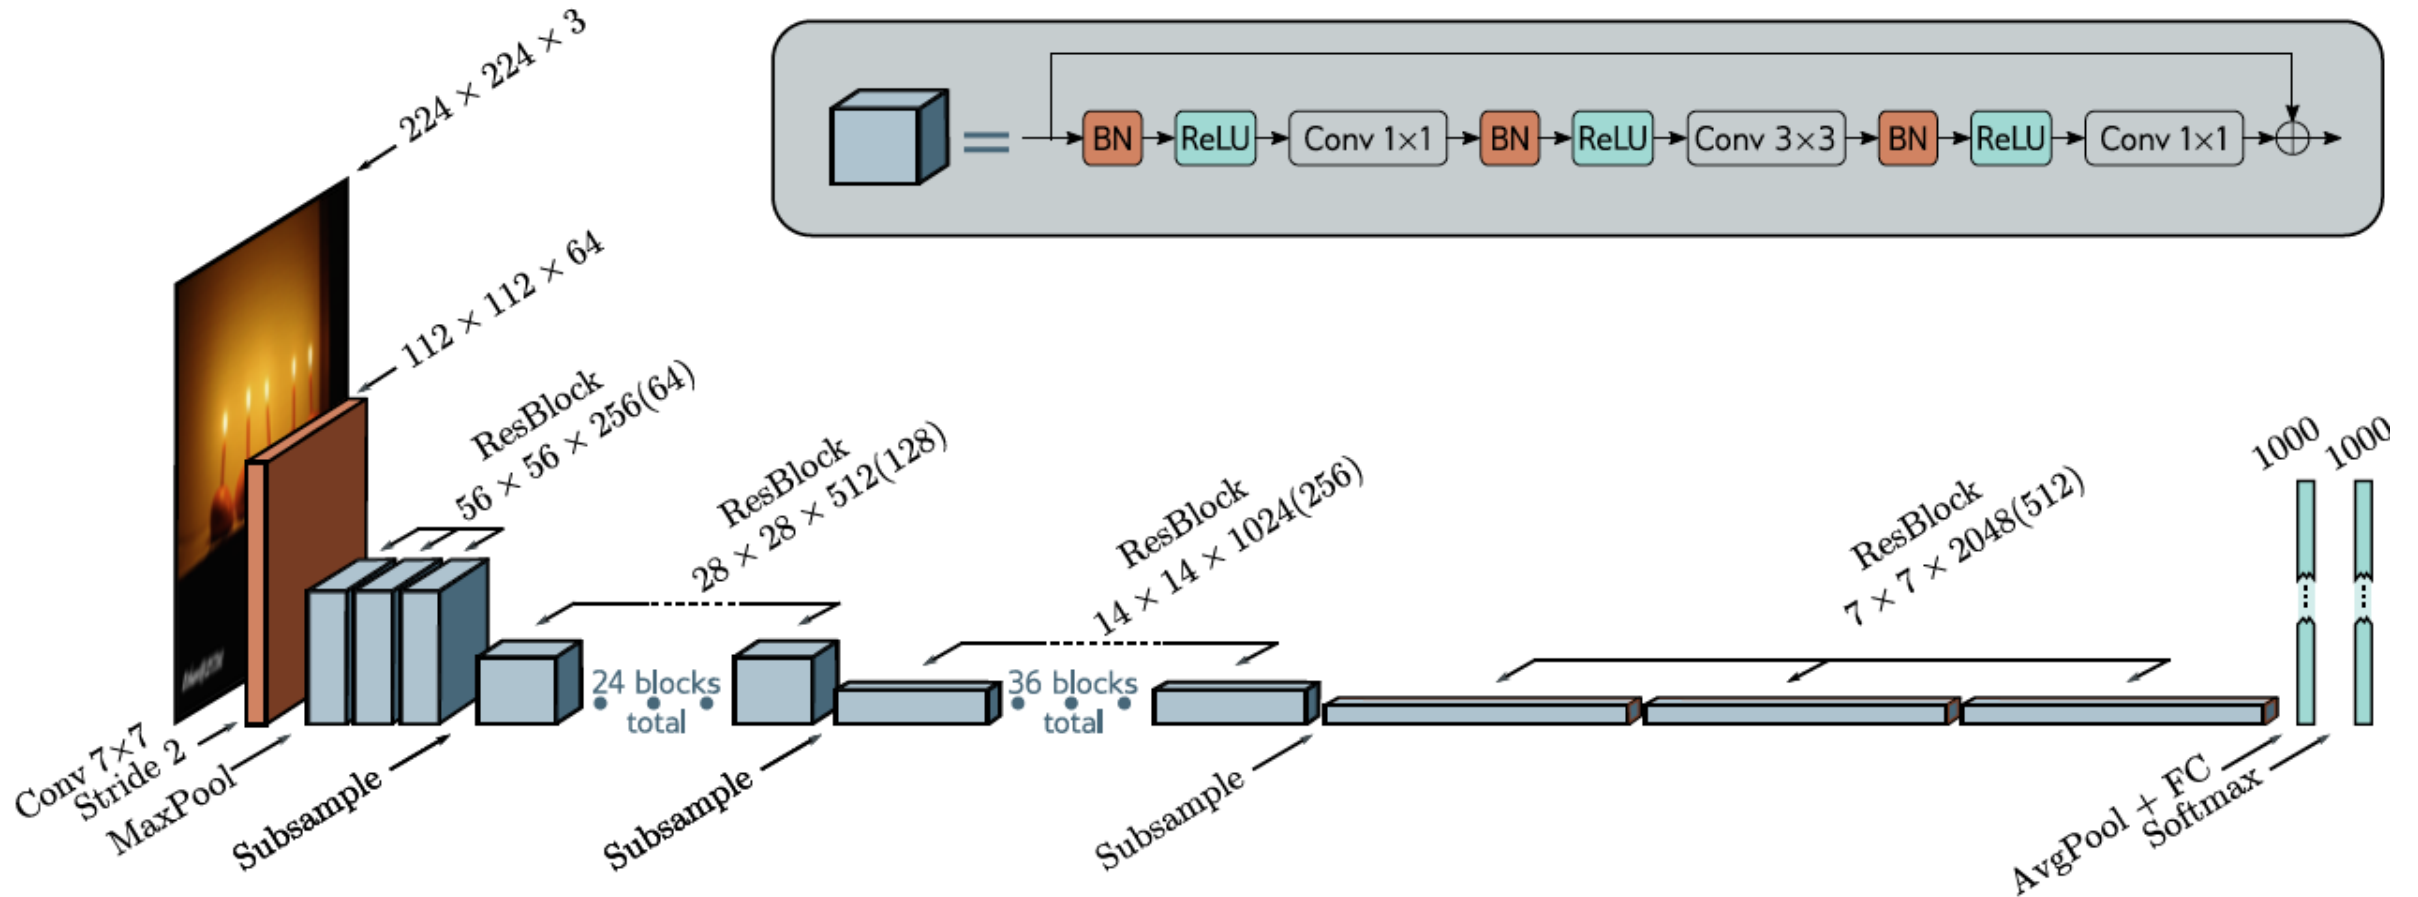 BN
ReLU
Conv 1×1
BN
ReLU
Conv 3×3
BN
ReLU
Conv 1×1
=
224 × 224 × 3
112 × 112 × 64
ResBlock
56 × 56 × 256(64)
ResBlock
28 × 28 × 512(128)
ResBlock
14 × 14 × 1024(256)
ResBlock
7 × 7 × 2048(512)
1000
1000
24 blocks
total
36 blocks
total
Conv 7×7
Stride 2
MaxPool
Subsample
Subsample
Subsample
AvgPool + FC
Softmax